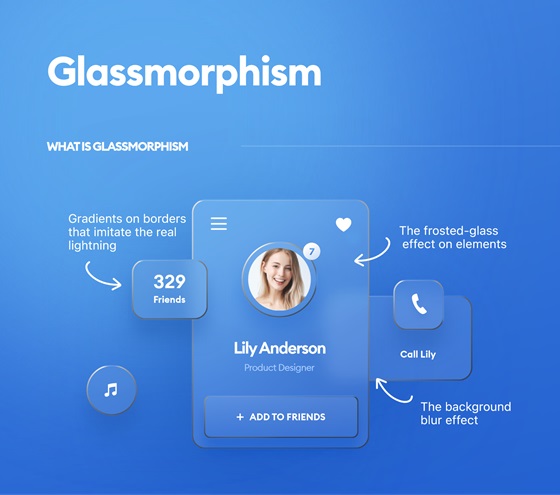 Glassmorphism
WHAT IS GLASSMORPHISM
Gradients on borders
that imitate the real
lightning
The frosted-glass
effect on elements
7
329
Friends
Lily Anderson
Product Designer
Call Lily
+ ADD TO FRIENDS
The background
blur effect